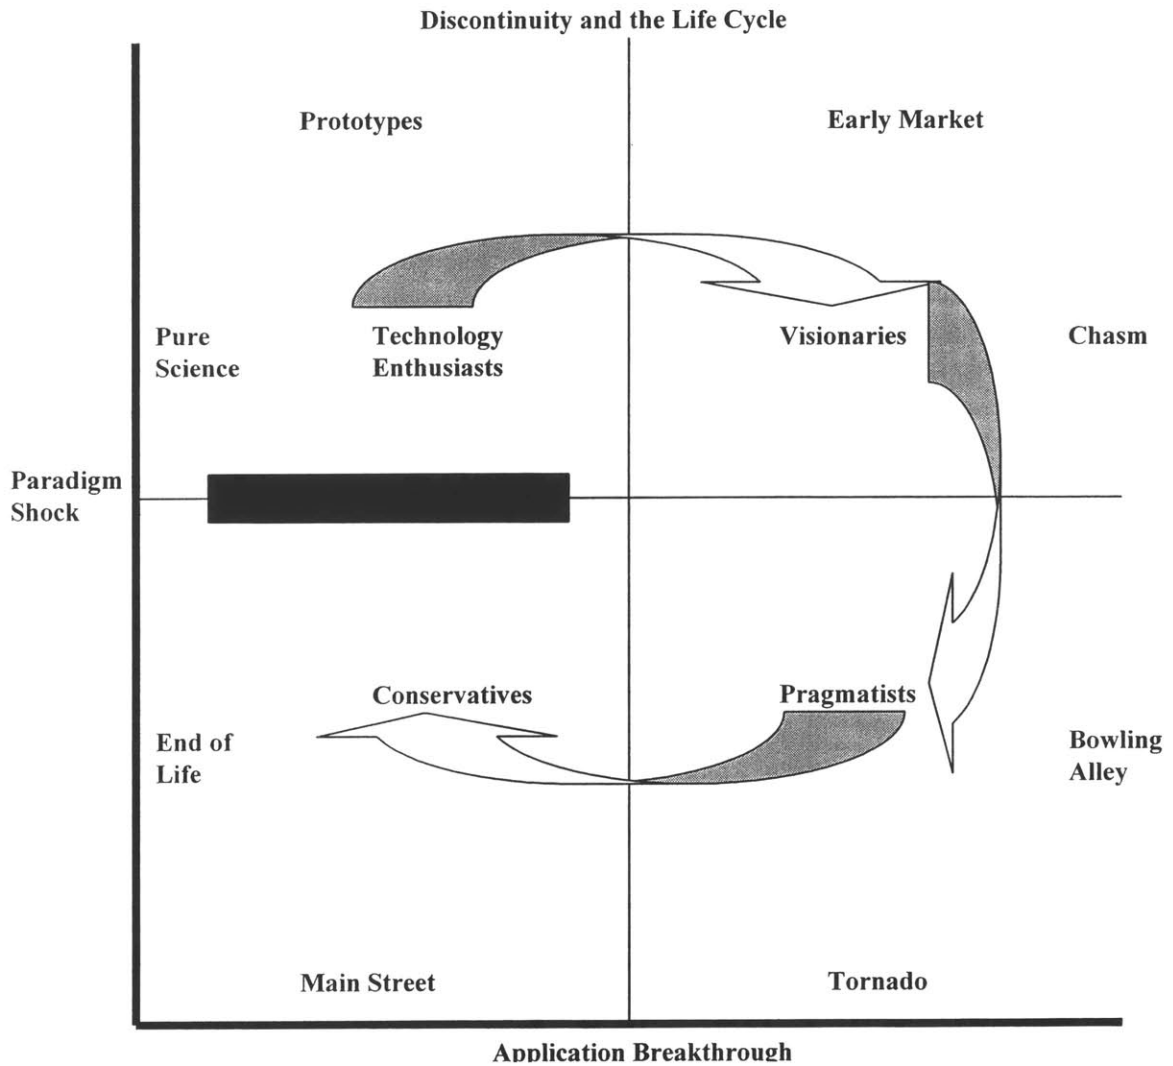 Discontinuity and the Life Cycle
Prototypes
Early Market
Pure
Science
Technology
Enthusiasts
Visionaries
Chasm
Paradigm
Shock
Conservatives
Pragmatists
End of
Life
Bowling
Alley
Main Street
Tornado
Application Breakthrough